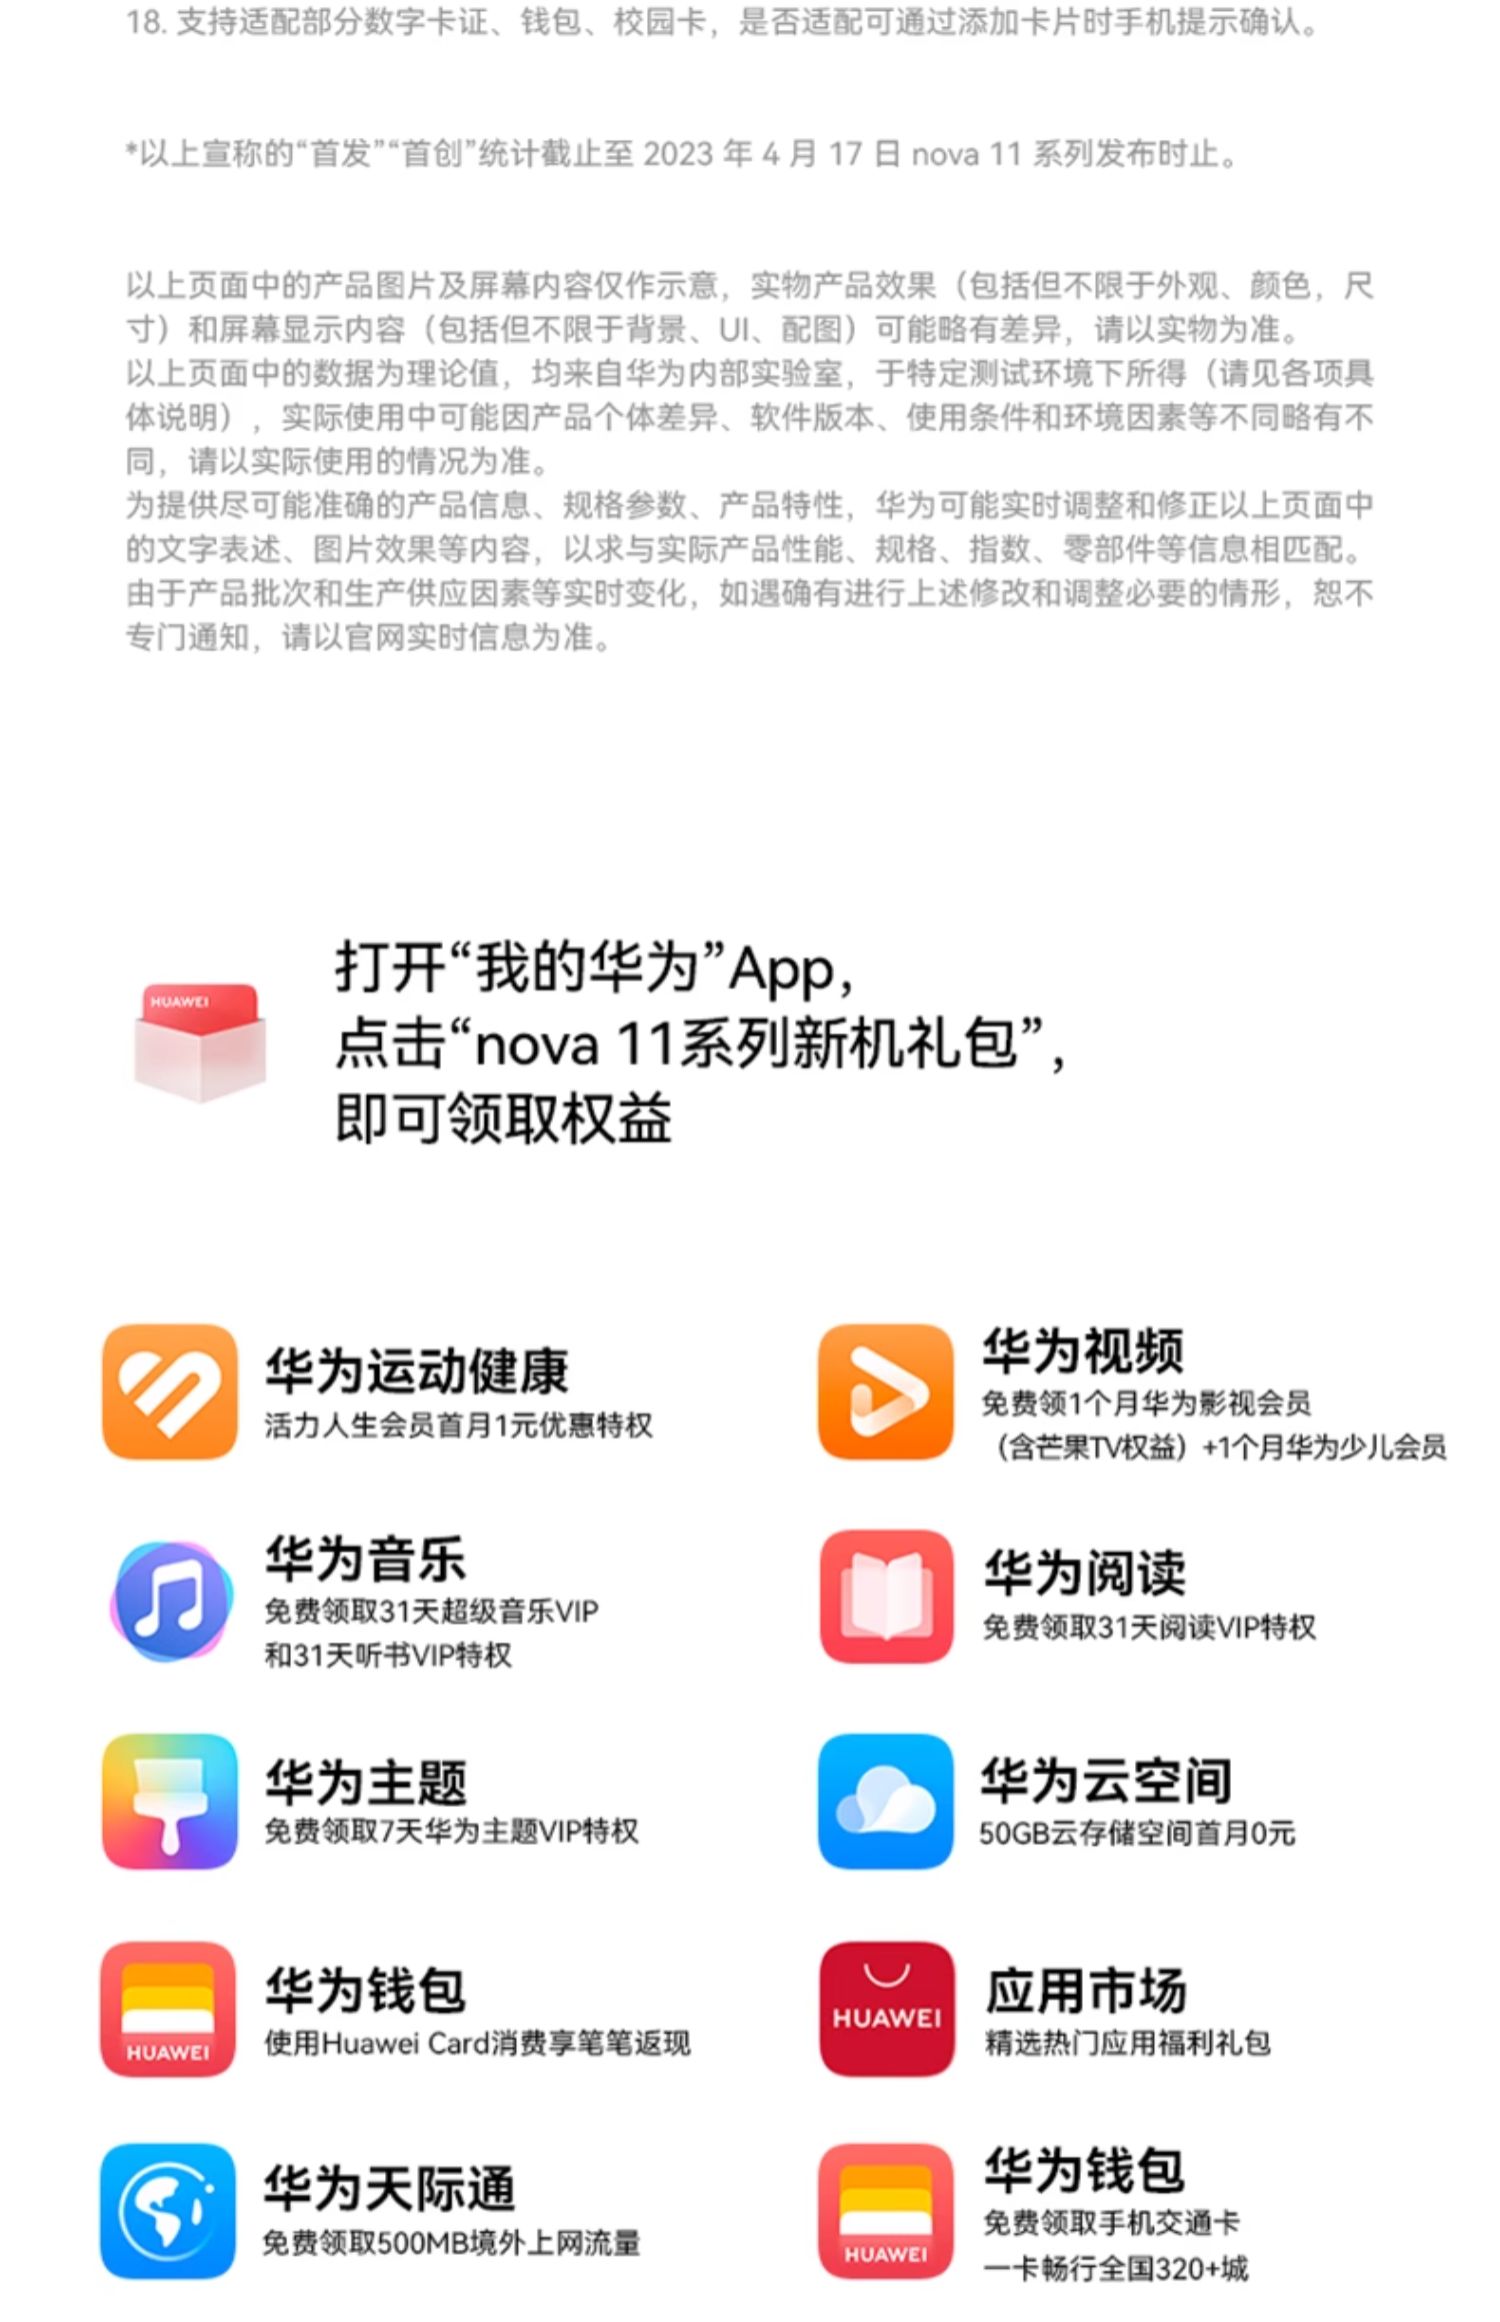 18. 支持适配部分数字卡证、钱包、校园卡，是否适配可通过添加卡片时手机提示确认。
*以上宣称的“首发”“首创”统计截止至 2023 年 4 月 17 日 nova 11 系列发布时止。
以上页面中的产品图片及屏幕内容仅作示意，实物产品效果（包括但不限于外观、颜色，尺
寸）和屏幕显示内容（包括但不限于背景、UI、配图）可能略有差异，请以实物为准。
以上页面中的数据为理论值，均来自华为内部实验室，于特定测试环境下所得（请见各项具
体说明），实际使用中可能因产品个体差异、软件版本、使用条件和环境因素等不同略有不
同，请以实际使用的情况为准。
为提供尽可能准确的产品信息、规格参数、产品特性，华为可能实时调整和修正以上页面中
的文字表述、图片效果等内容，以求与实际产品性能、规格、指数、零部件等信息相匹配。
由于产品批次和生产供应因素等实时变化，如遇确有进行上述修改和调整必要的情形，恕不
专门通知，请以官网实时信息为准。
HUAWEI
打开“我的华为”App，
点击“nova 11系列新机礼包”，
即可领取权益
华为运动健康
活力人生会员首月1元优惠特权
华为视频
免费领1个月华为影视会员
（含芒果TV权益）+1个月华为少儿会员
华为音乐
免费领取31天超级音乐VIP
和31天听书VIP特权
华为阅读
免费领取31天阅读VIP特权
华为主题
免费领取7天华为主题VIP特权
华为云空间
50GB云存储空间首月0元
HUAWEI
华为钱包
使用Huawei Card消费享笔笔返现
HUAWEI
应用市场
精选热门应用福利礼包
华为天际通
免费领取500MB境外上网流量
HUAWEI
华为钱包
免费领取手机交通卡
一卡畅行全国320+城